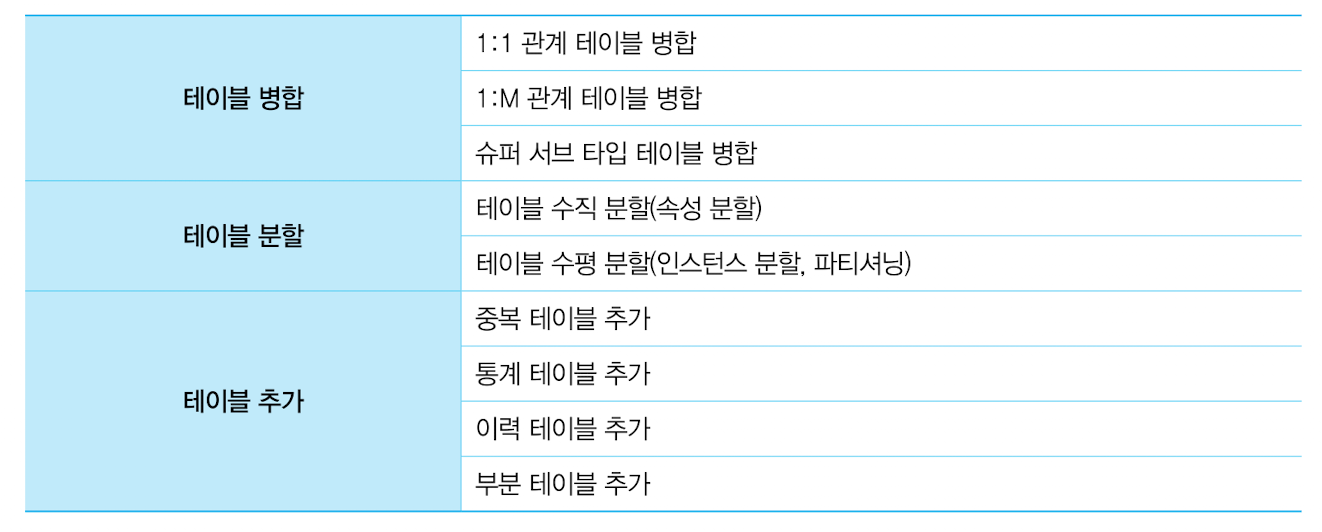 테이블 병합
1:1 관계 테이블 병합
1:M 관계 테이블 병합
슈퍼 서브 타입 테이블 병합
테이블 분할
테이블 수직 분할(속성 분할)
테이블 수평 분할(인스턴스 분할, 파티셔닝)
테이블 추가
중복 테이블 추가
통계 테이블 추가
이력 테이블 추가
부분 테이블 추가